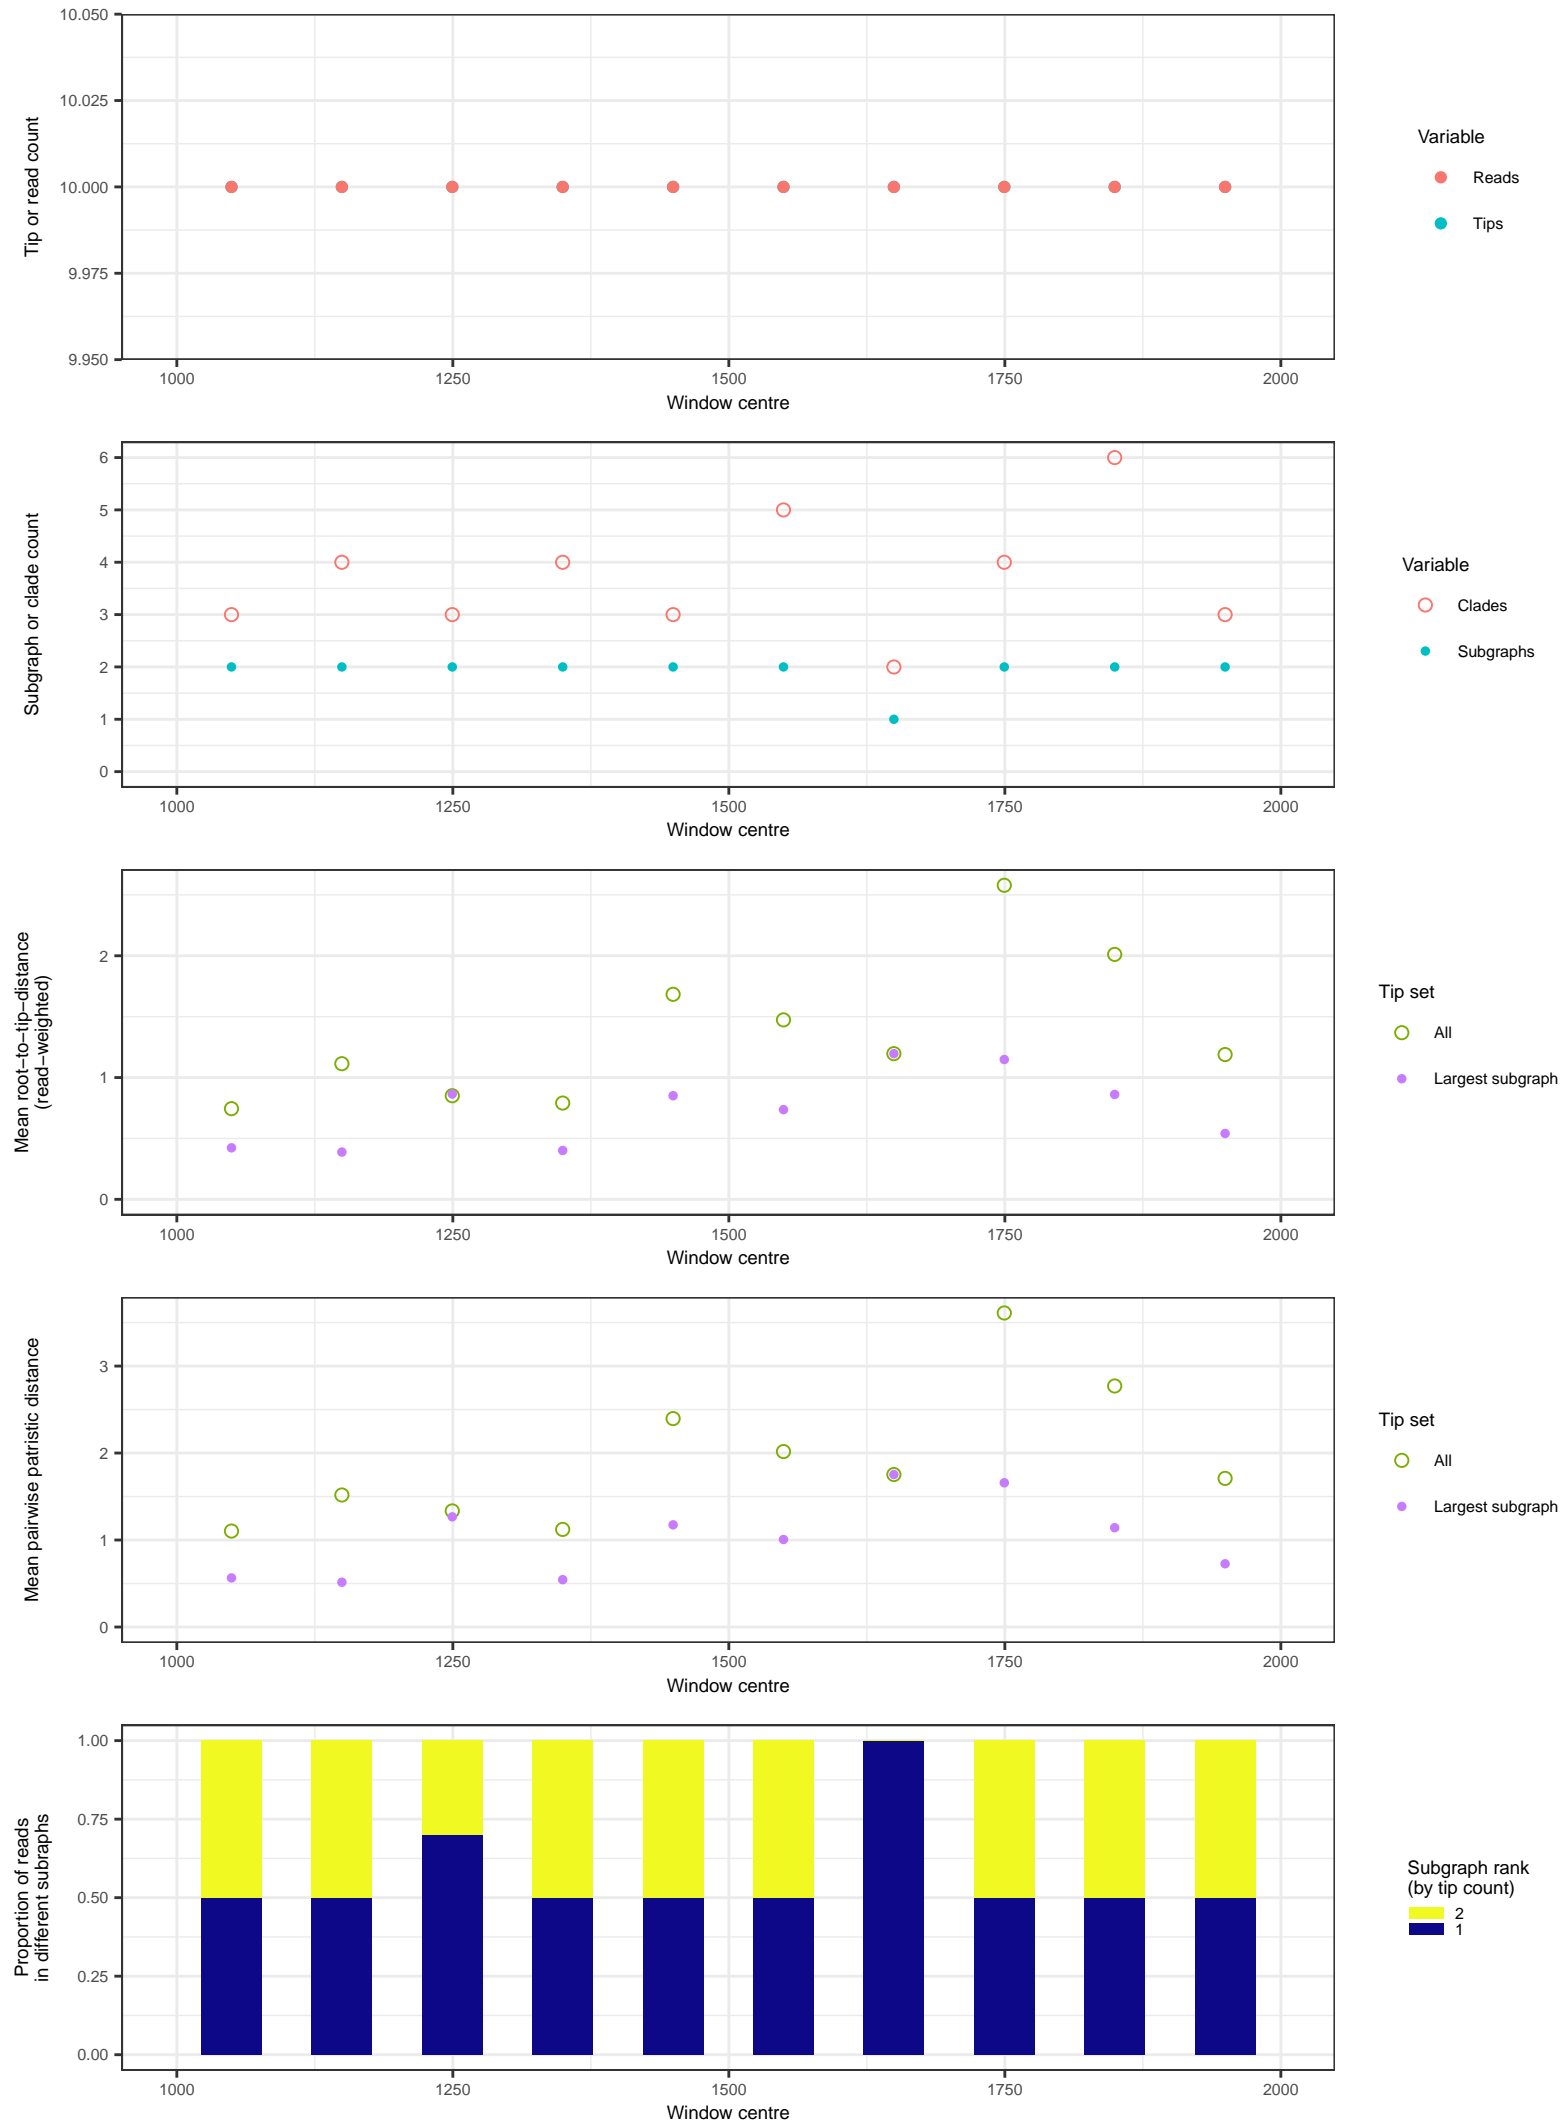 10.050
10.025
10.000
9.975
9.950
Tip or read count
1000 1250 1500 1750 2000
Window centre
Variable
Reads
Tips
6
5
4
3
2
1
0
Subgraph or clade count
1000 1250 1500 1750 2000
Window centre
Variable
Clades
Subgraphs
2
1
0
Mean root−to−tip−distance
(read−weighted)
1000 1250 1500 1750 2000
Window centre
Tip set
All
Largest subgraph
3
2
1
0
Mean pairwise patristic distance
1000 1250 1500 1750 2000
Window centre
Tip set
All
Largest subgraph
1.00
0.75
0.50
0.25
0.00
Proportion of reads
in different subraphs
1000 1250 1500 1750 2000
Window centre
Subgraph rank
(by tip count)
2
1